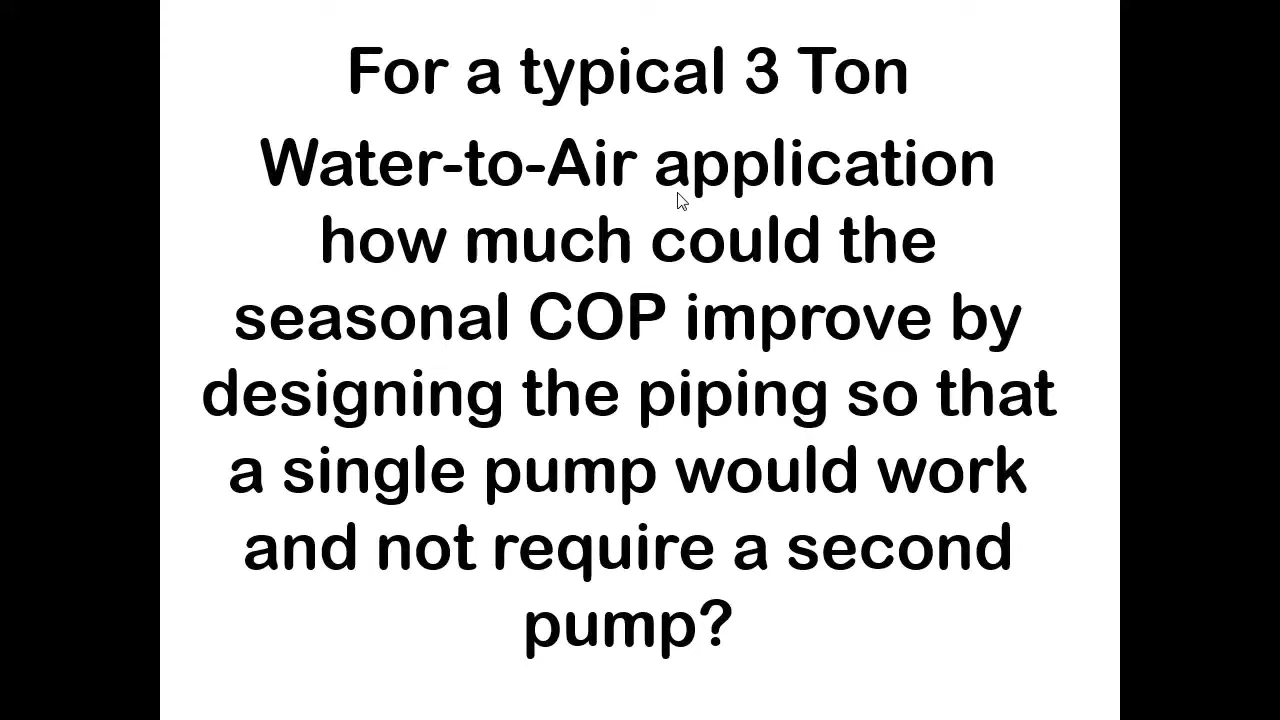 For a typical 3 Ton
Water-to-Air application
how much could the
seasonal COP improve by
designing the piping so that
a single pump would work
and not require a second
pump?